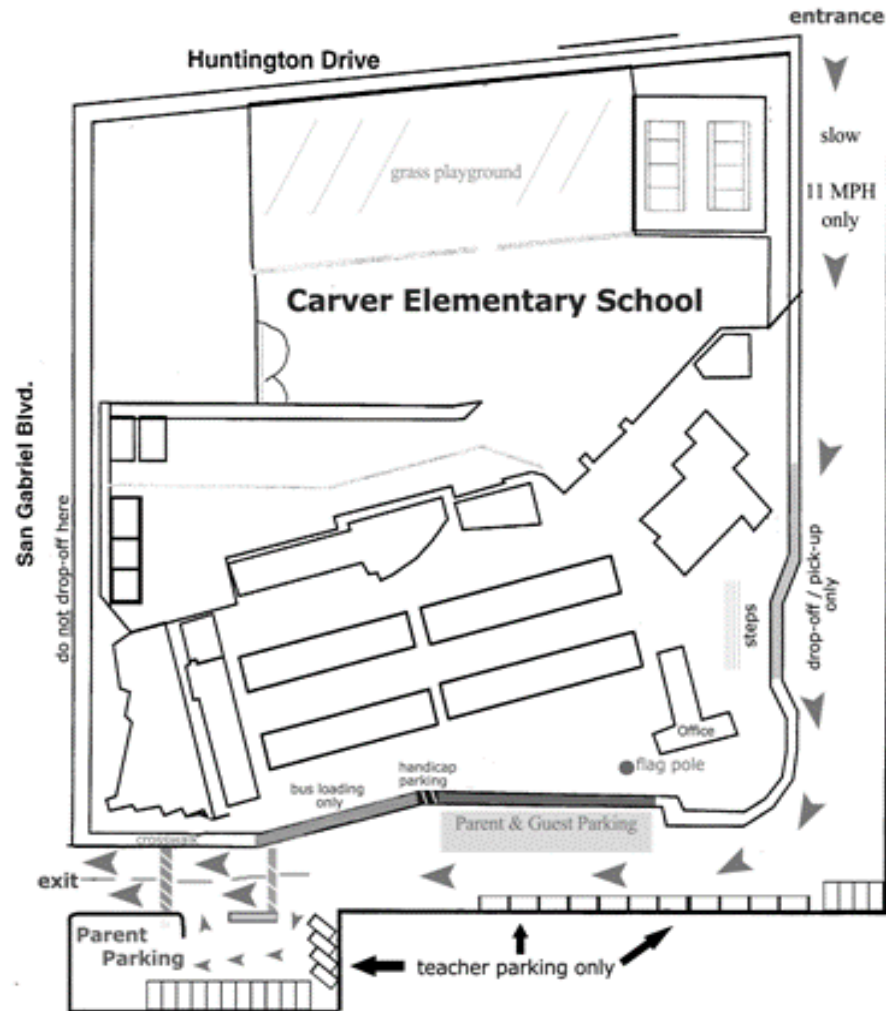 entrance
Huntington Drive
slow
11 MPH
only
grass playground
Carver Elementary School
San Gabriel Blvd.
do not drop-off here
drop-off / pick-up
only
steps
Office
flag pole
handicap
parking
bus loading
only
Parent & Guest Parking
crosswalk
exit
Parent
Parking
teacher parking only